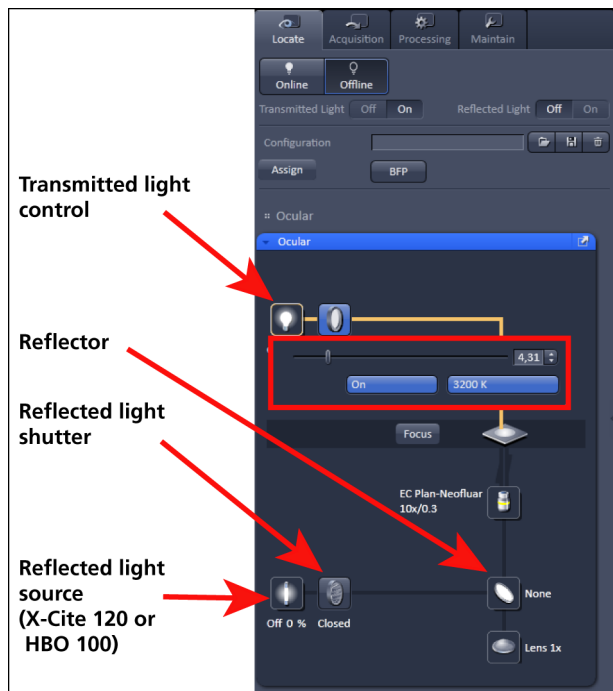 Locate Acquisition Processing Maintain
Online Offline
Transmitted Light Off On Reflected Light Off On
Configuration
Assign BFP
Transmitted light
control
Ocular
Ocular
Reflector
4,31
On 3200 K
Reflected light
shutter
Focus
EC Plan-Neofluar
10x/0.3
Reflected light
source
(X-Cite 120 or
HBO 100)
None
Off 0 % Closed
Lens 1x